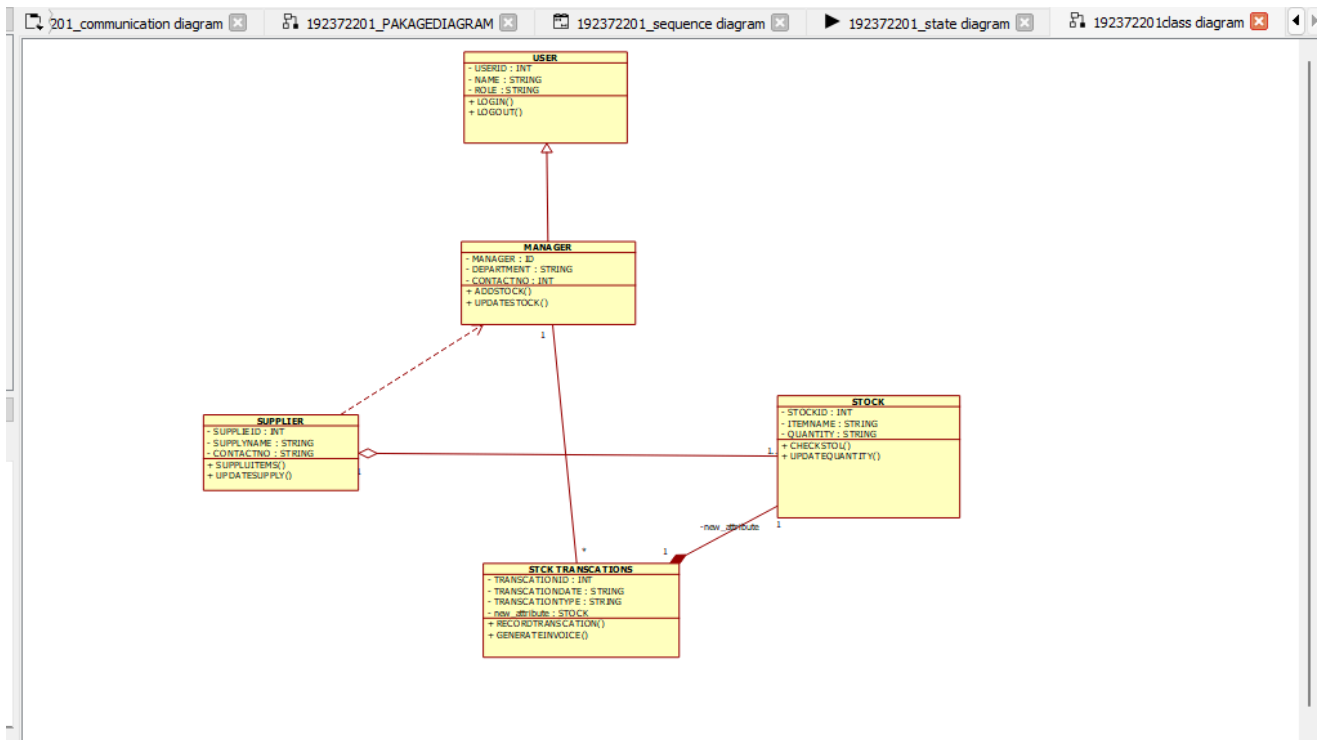 201_communication diagram
192372201_PAKAGEDIAGRAM
192372201_sequence diagram
192372201_state diagram
192372201class diagram
USER
- USERID : INT
- NAME : STRING
- ROLE : STRING
+ LOGIN()
+ LOGOUT()
MANAGER
- MANAGER : ID
- DEPARTMENT : STRING
- CONTACTNO : INT
+ ADDSTOCK()
+ UPDATESTOCK()
1
SUPPLIER
- SUPPLIEID : INT
- SUPPLYNAME : STRING
- CONTACTNO : STRING
+ SUPPLUITEMS()
+ UPDATESUPPLY()
1
STOCK
- STOCKID : INT
- ITEMNAME : STRING
- QUANTITY : STRING
+ CHECKSTOL()
+ UPDATEQUANTITY()
1..
-new_attribute
1
1
*
STCK TRANSCATIONS
- TRANSCATIONID : INT
- TRANSCATIONDATE : STRING
- TRANSCATIONTYPE : STRING
- new_attribute : STOCK
+ RECORDTRANSCATION()
+ GENERATEINVOICE()